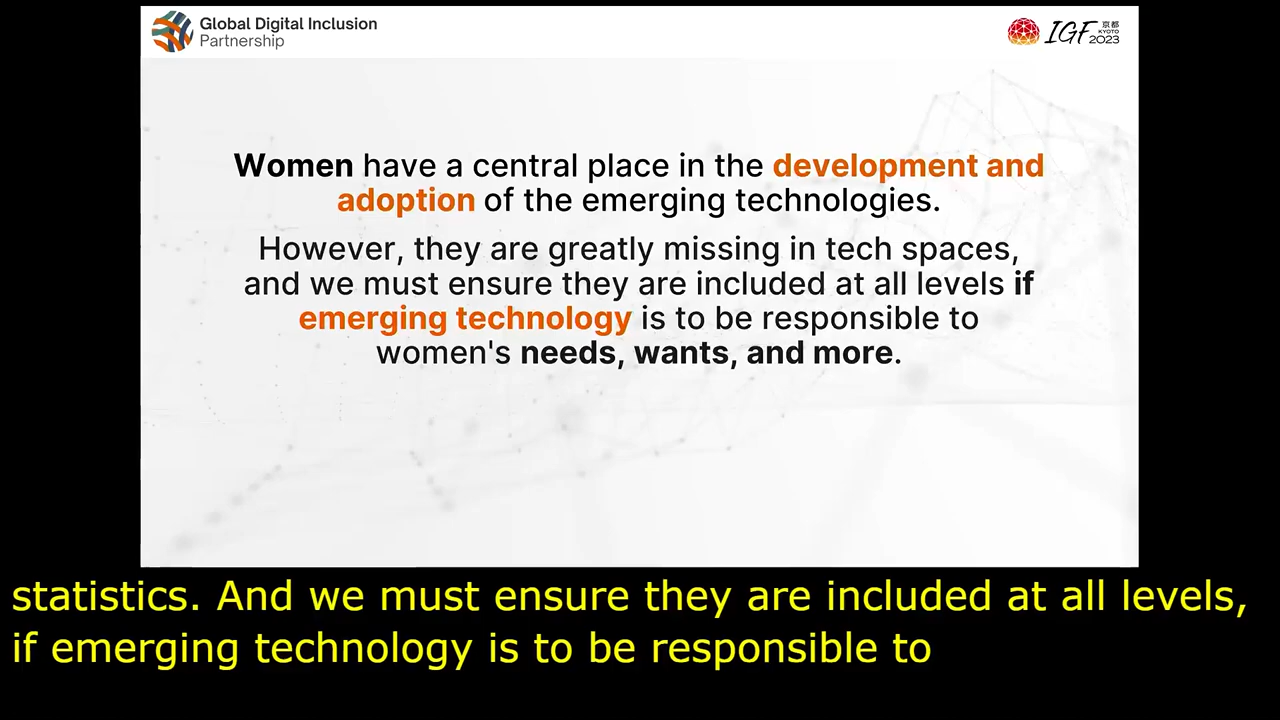 Global Digital Inclusion
Partnership
IGF 京都
KYOTO
2023
Women have a central place in the development and
adoption of the emerging technologies.
However, they are greatly missing in tech spaces,
and we must ensure they are included at all levels if
emerging technology is to be responsible to
women's needs, wants, and more.
statistics. And we must ensure they are included at all levels,
if emerging technology is to be responsible to